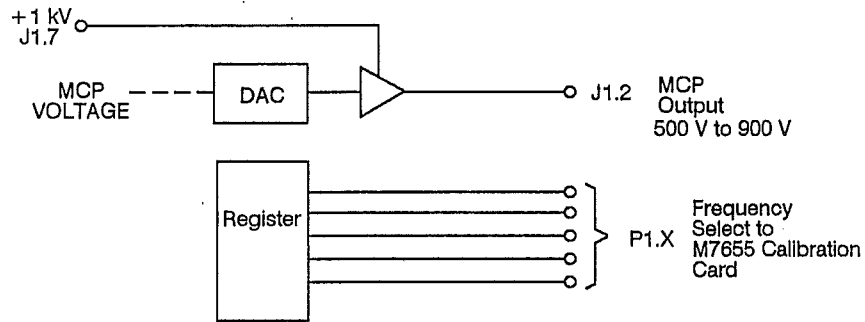 +1 kV
J1.7
MCP
VOLTAGE
DAC
J1.2
MCP
Output
500 V to 900 V
Register
P1.X
Frequency
Select to
M7655 Calibration
Card